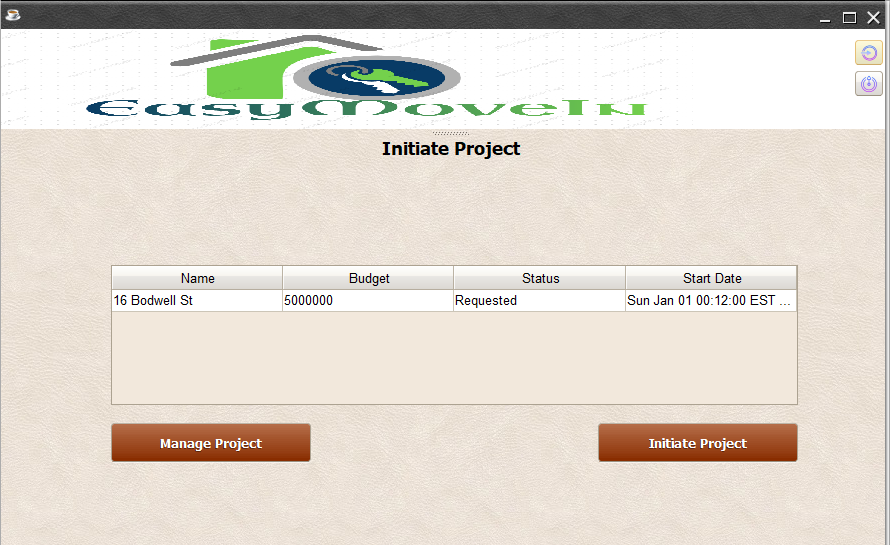 EasyMoveIn
Initiate Project
Name Budget Status Start Date
16 Bodwell St 5000000 Requested Sun Jan 01 00:12:00 EST ...
Manage Project Initiate Project